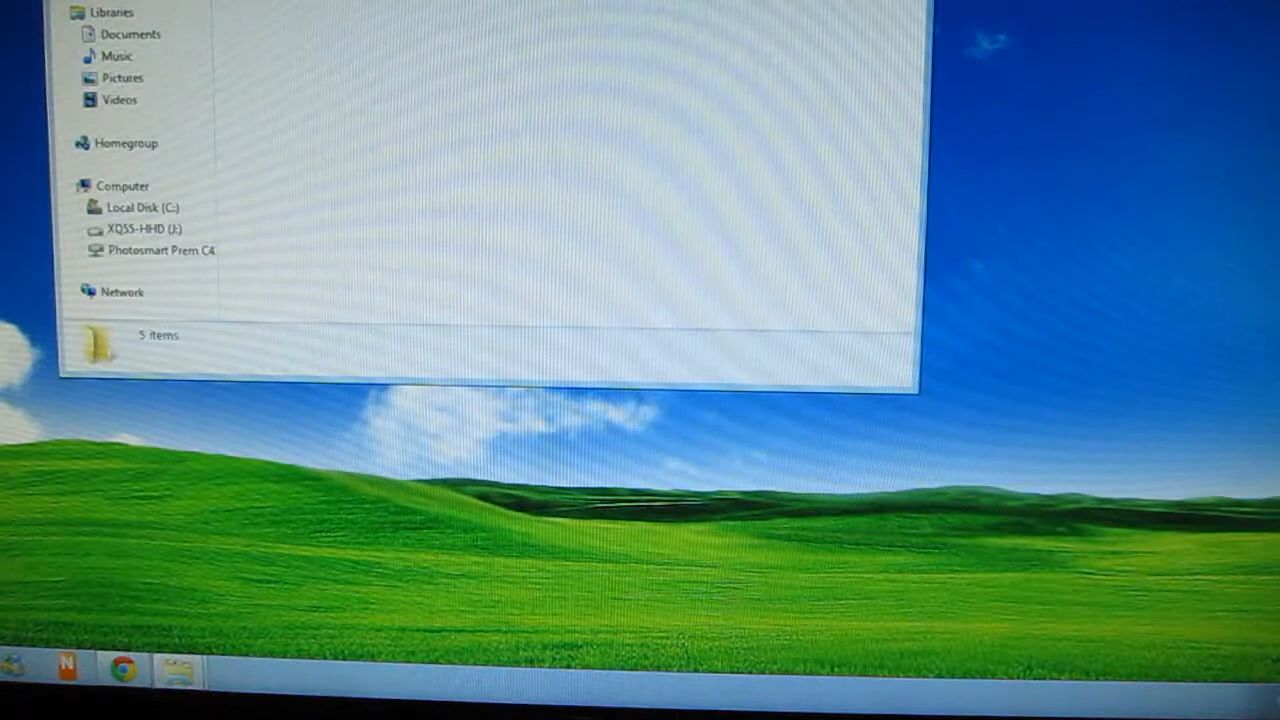 Libraries
Documents
Music
Pictures
Videos
Homegroup
Computer
Local Disk (C:)
XQSS-HHD (J:)
Photosmart Prem C4
Network
5 items
N